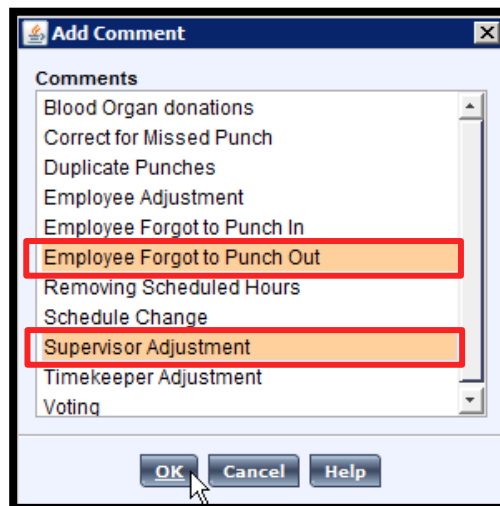 Add Comment
Comments
Blood Organ donations
Correct for Missed Punch
Duplicate Punches
Employee Adjustment
Employee Forgot to Punch In
Employee Forgot to Punch Out
Removing Scheduled Hours
Schedule Change
Supervisor Adjustment
Timekeeper Adjustment
Voting
OK Cancel Help